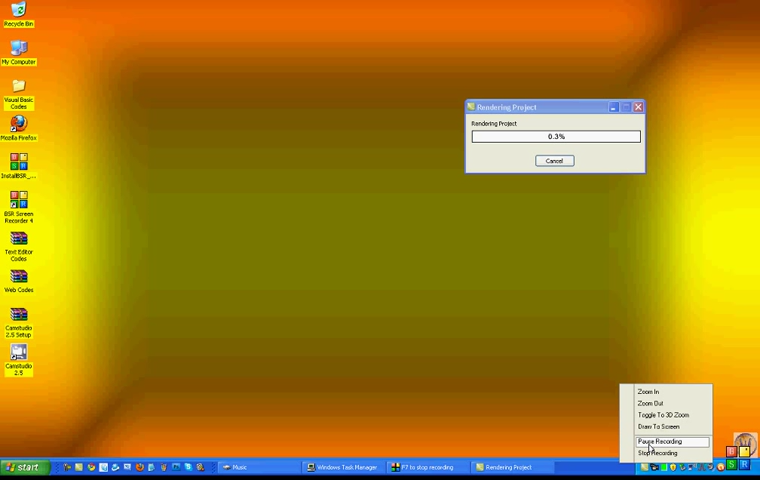 Recycle Bin
My Computer
Visual Basic
Codes
Mozilla Firefox
InstallBSR_...
BSR Screen
Recorder 4
Text Editor
Codes
Web Codes
Camstudio
2.5 Setup
Camstudio
2.5
Rendering Project
Rendering Project
0.3%
Cancel
Zoom In
Zoom Out
Toggle To 3D Zoom
Draw To Screen
Pause Recording
Stop Recording
start
Music
Windows Task Manager
F7 to stop recording
Rendering Project